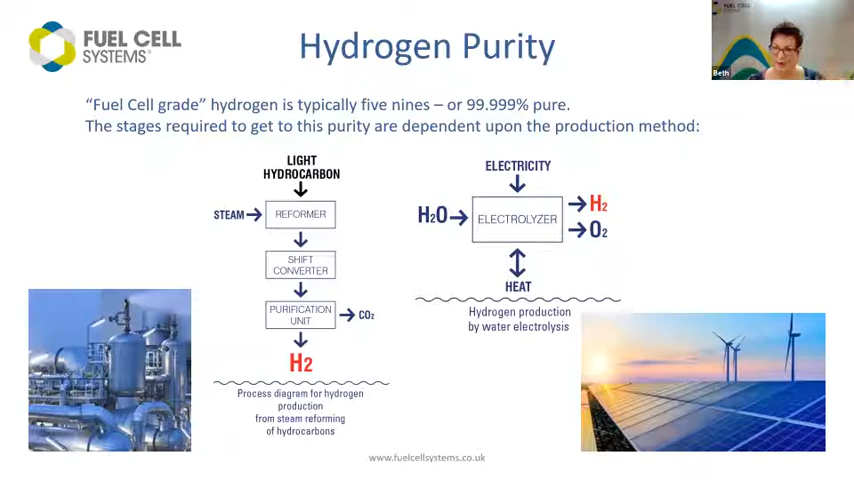 FUEL CELL
SYSTEMS
Hydrogen Purity
Beth
“Fuel Cell grade” hydrogen is typically five nines – or 99.999% pure.
The stages required to get to this purity are dependent upon the production method:
LIGHT
HYDROCARBON
STEAM
REFORMER
SHIFT
CONVERTER
PURIFICATION
UNIT
CO2
H2
Process diagram for hydrogen
production
from steam reforming
of hydrocarbons
ELECTRICITY
H2O
ELECTROLYZER
H2
O2
HEAT
Hydrogen production
by water electrolysis
www.fuelcellsystems.co.uk